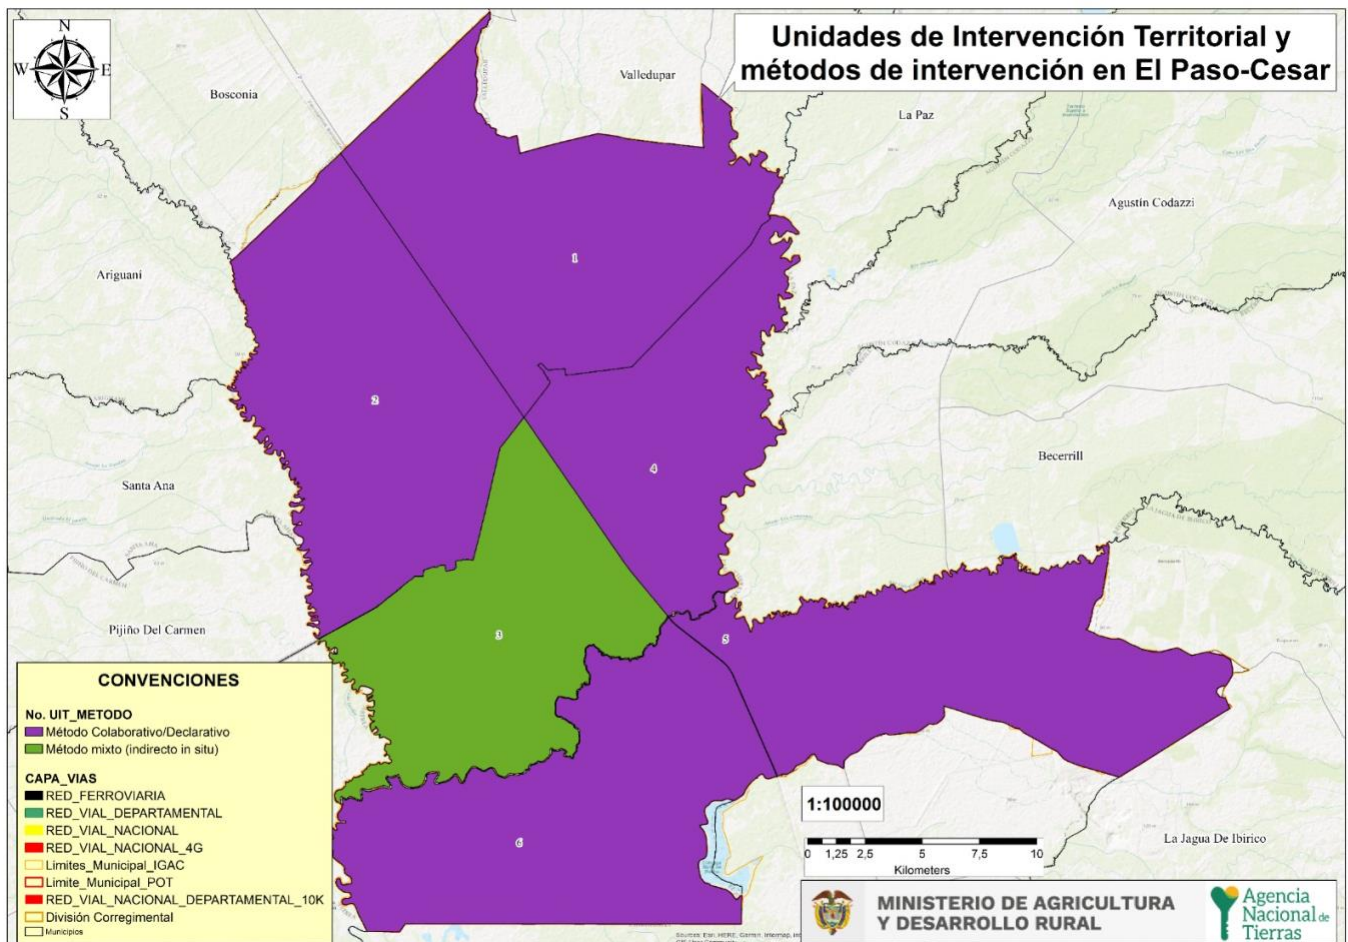 Unidades de Intervención Territorial y
métodos de intervención en El Paso-Cesar
N
W
E
S
Bosconia
Valledupar
La Paz
Agustín Codazzi
Ariguaní
Becerrill
Santa Ana
Pijiño Del Carmen
La Jagua De Ibirico
1
2
3
4
5
6
CONVENCIONES
No. UIT_METODO
Método Colaborativo/Declarativo
Método mixto (indirecto in situ)
CAPA_VIAS
RED_FERROVIARIA
RED_VIAL_DEPARTAMENTAL
RED_VIAL_NACIONAL
RED_VIAL_NACIONAL_4G
Limites_Municipal_IGAC
Limite_Municipal_POT
RED_VIAL_NACIONAL_DEPARTAMENTAL_10K
División Corregimental
Municipios
1:100000
0 1,25 2,5 5 7,5 10
Kilometers
MINISTERIO DE AGRICULTURA
Y DESARROLLO RURAL
Agencia
Nacional de
Tierras